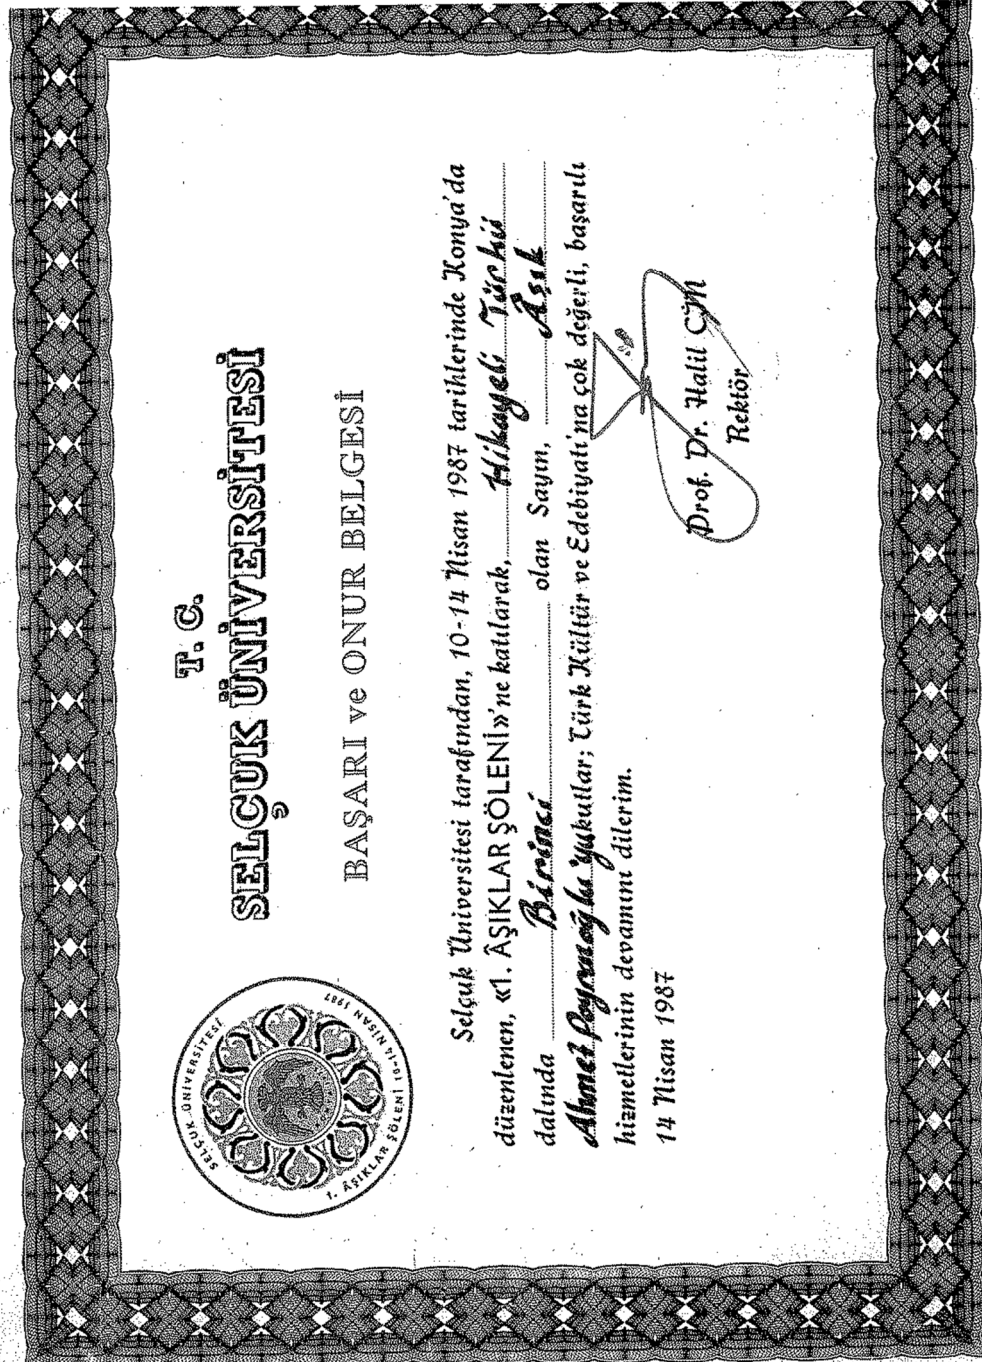 T. C.
SELÇUK ÜNİVERSİTESİ
BAŞARI ve ONUR BELGESİ
SELÇUK ÜNİVERSİTESİ
1. ÂŞIKLAR ŞÖLENİ 10-14 NİSAN 1987
Selçuk Üniversitesi tarafından, 10-14 Nisan 1987 tarihlerinde Konya'da
düzenlenen, «1. ÂŞIKLAR ŞÖLENİ»'ne katılarak, Hikayeli Türkü
dalında Birinci olan Sayın, Âşık
Ahmet Poyrazoğlu 'yu kutlar; Türk Kültür ve Edebiyatı'na çok değerli, başarılı
hizmetlerinin devamını dilerim.
14 Nisan 1987
Prof. Dr. Halil CİN
Rektör